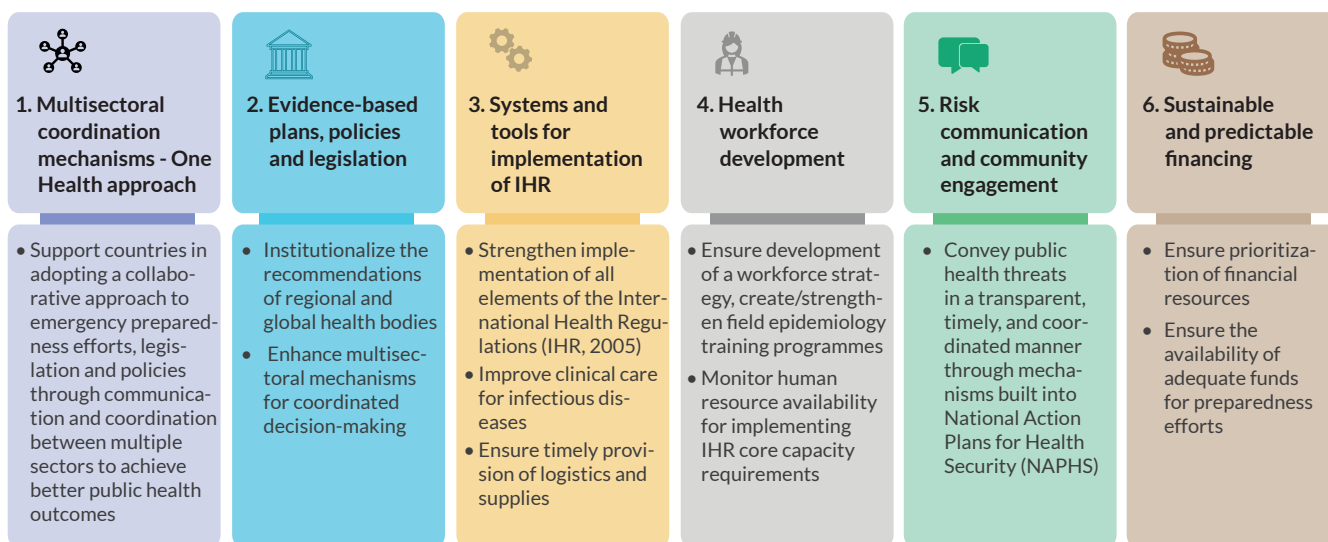 1. Multisectoral
coordination
mechanisms - One
Health approach
• Support countries in
adopting a collabo-
rative approach to
emergency prepared-
ness efforts, legis-
lation and policies
through communica-
tion and coordination
between multiple
sectors to achieve
better public health
outcomes
2. Evidence-based
plans, policies
and legislation
• Institutionalize the
recommendations
of regional and
global health bodies
• Enhance multisec-
toral mechanisms
for coordinated
decision-making
3. Systems and
tools for
implementation
of IHR
• Strengthen imple-
mentation of all
elements of the Inter-
national Health Regu-
lations (IHR, 2005)
• Improve clinical care
for infectious dis-
eases
• Ensure timely provi-
sion of logistics and
supplies
4. Health
workforce
development
• Ensure development
of a workforce strat-
egy, create/strength-
en field epidemiology
training programmes
• Monitor human
resource availability
for implementing
IHR core capacity
requirements
5. Risk
communication
and community
engagement
• Convey public
health threats
in a transparent,
timely, and coor-
dinated manner
through mecha-
nisms built into
National Action
Plans for Health
Security (NAPHS)
6. Sustainable
and predictable
financing
• Ensure prioritiza-
tion of financial
resources
• Ensure the
availability of
adequate funds
for preparedness
efforts